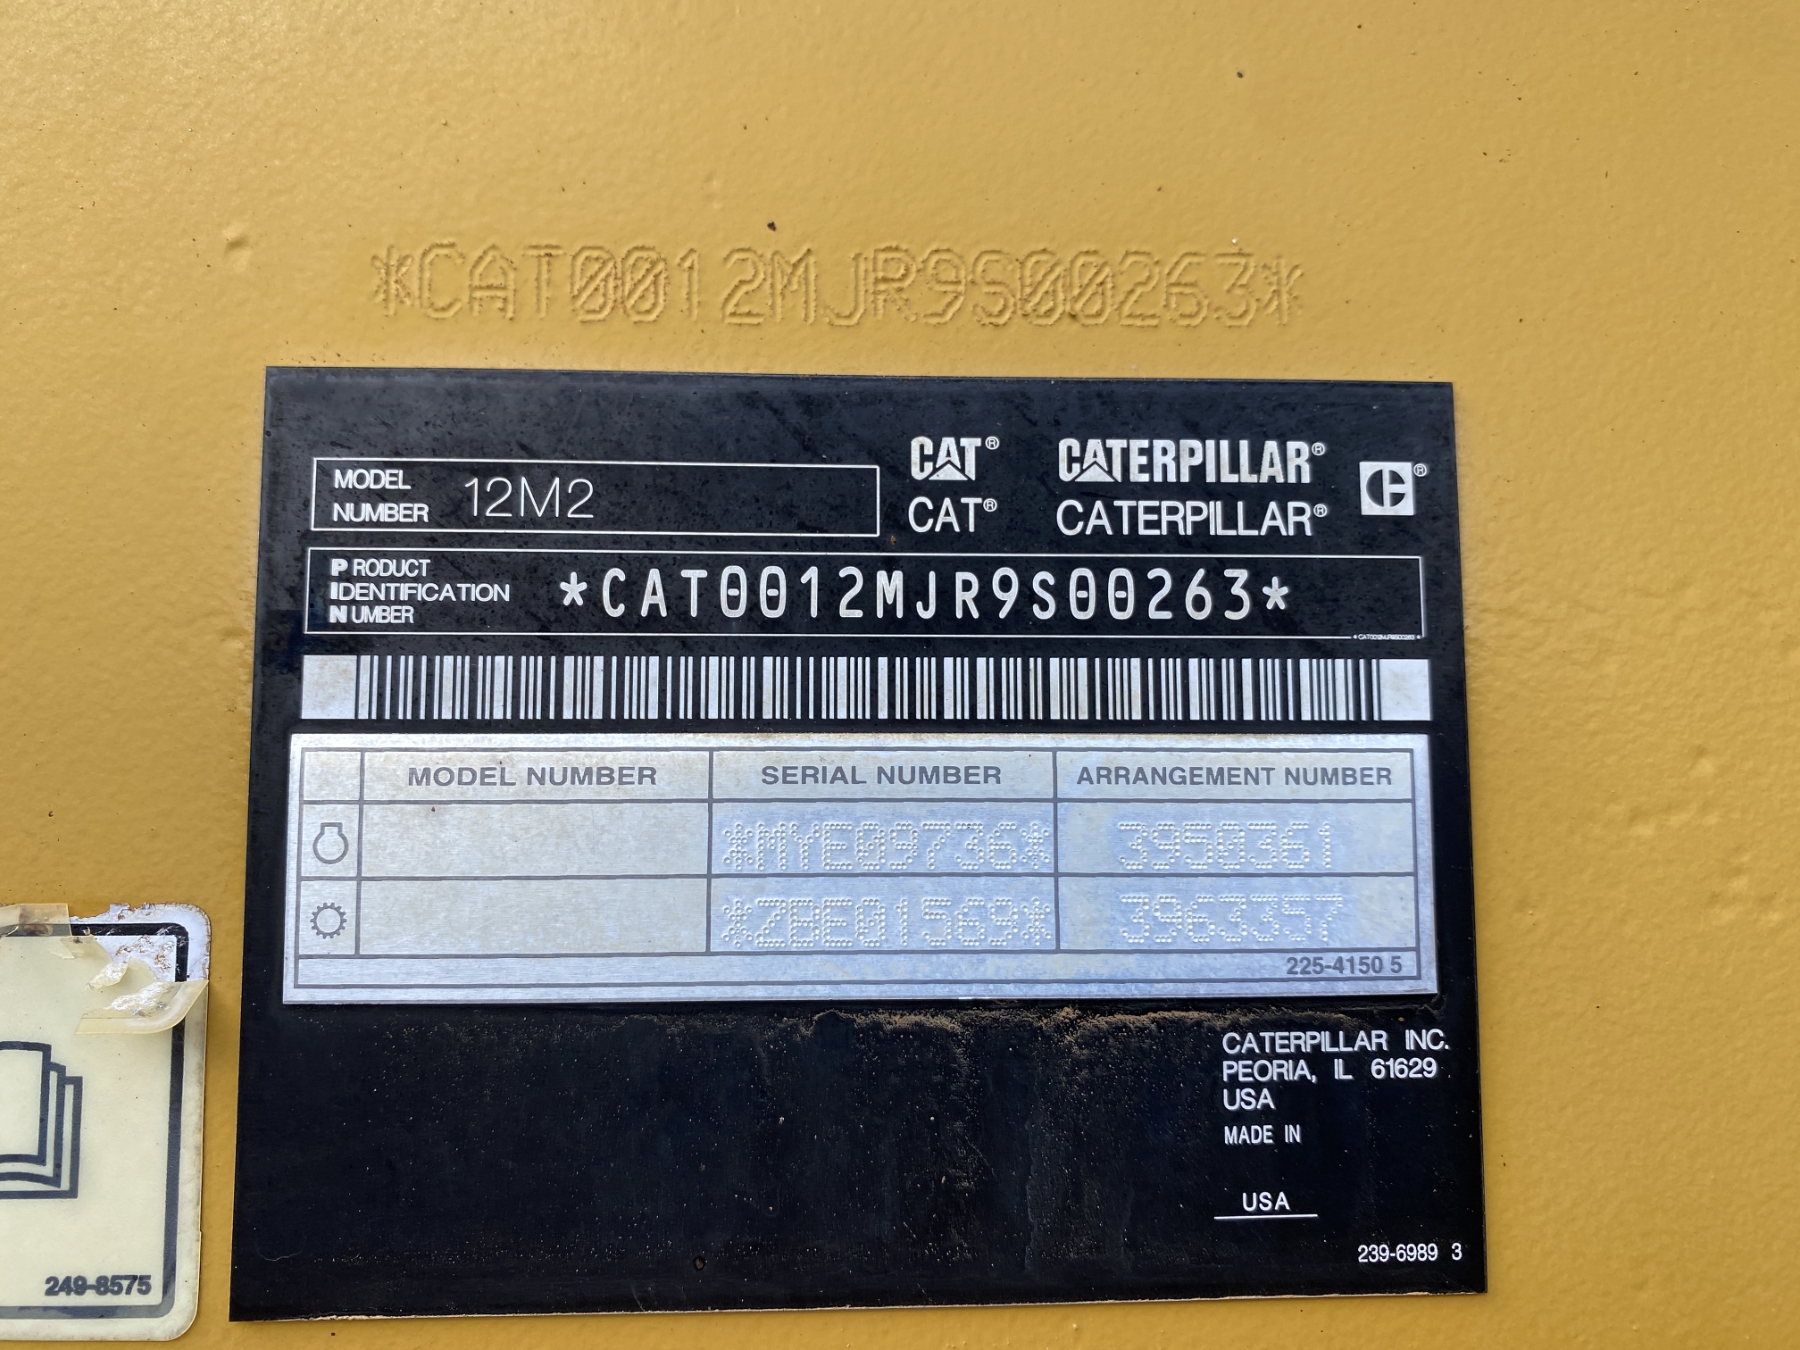 *CAT0012MJR9S00263*
MODEL NUMBER 12M2
CAT® CATERPILLAR®
CAT® CATERPILLAR®
C®
PRODUCT IDENTIFICATION NUMBER *CAT0012MJR9S00263*
*CAT0012MJR9S00263*
MODEL NUMBER SERIAL NUMBER ARRANGEMENT NUMBER
*MYE09736* 3950361
*ZBE01569* 3963357
225-4150 5
CATERPILLAR INC.
PEORIA, IL 61629
USA
MADE IN
USA
239-6989 3
249-8575